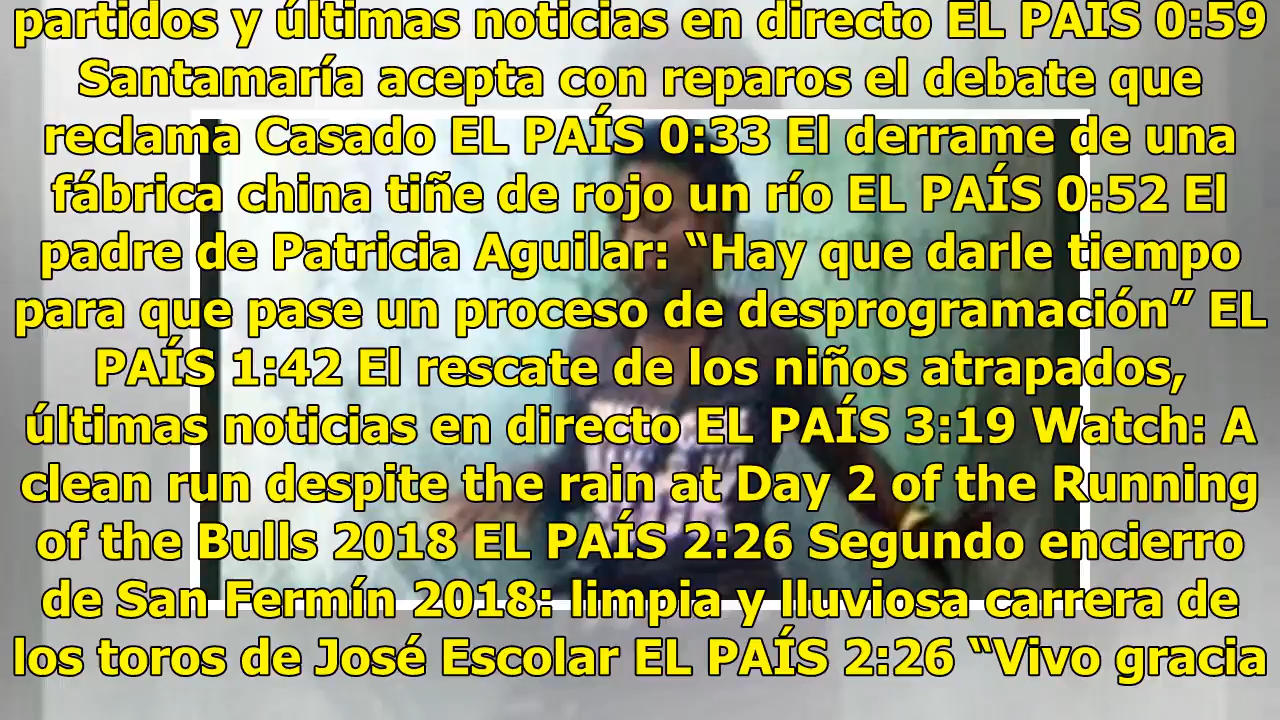 partidos y últimas noticias en directo EL PAÍS 0:59
Santamaría acepta con reparos el debate que
reclama Casado EL PAÍS 0:33 El derrame de una
fábrica china tiñe de rojo un río EL PAÍS 0:52 El
padre de Patricia Aguilar: “Hay que darle tiempo
para que pase un proceso de desprogramación” EL
PAÍS 1:42 El rescate de los niños atrapados,
últimas noticias en directo EL PAÍS 3:19 Watch: A
clean run despite the rain at Day 2 of the Running
of the Bulls 2018 EL PAÍS 2:26 Segundo encierro
de San Fermín 2018: limpia y lluviosa carrera de
los toros de José Escolar EL PAÍS 2:26 “Vivo gracia